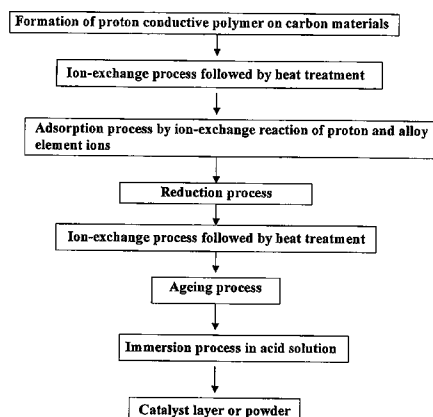 Formation of proton conductive polymer on carbon materials
Ion-exchange process followed by heat treatment
Adsorption process by ion-exchange reaction of proton and alloy
element ions
Reduction process
Ion-exchange process followed by heat treatment
Ageing process
Immersion process in acid solution
Catalyst layer or powder